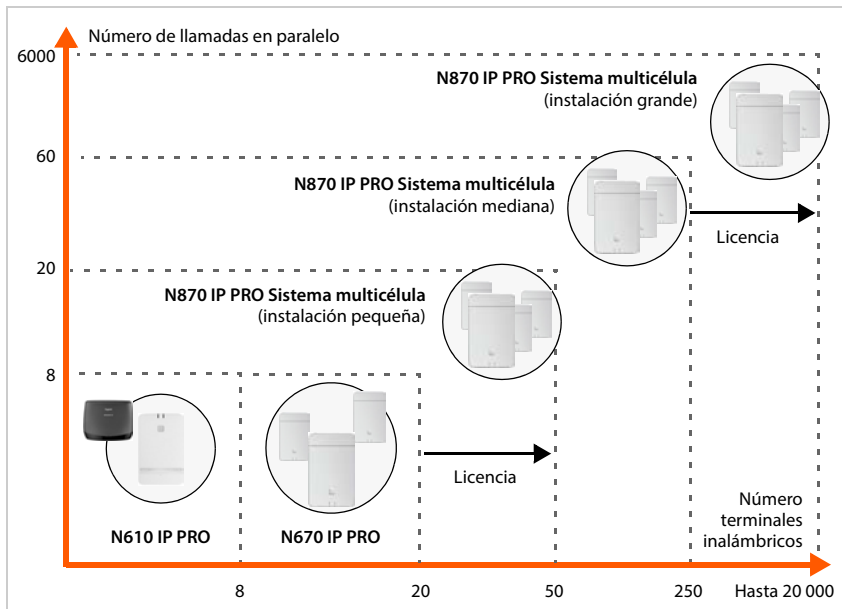 Número de llamadas en paralelo
6000
N870 IP PRO Sistema multicélula
(instalación grande)
60
N870 IP PRO Sistema multicélula
(instalación mediana)
Licencia
20
N870 IP PRO Sistema multicélula
(instalación pequeña)
8
Licencia
N610 IP PRO
N670 IP PRO
Número
terminales
inalámbricos
8
20
50
250
Hasta 20 000